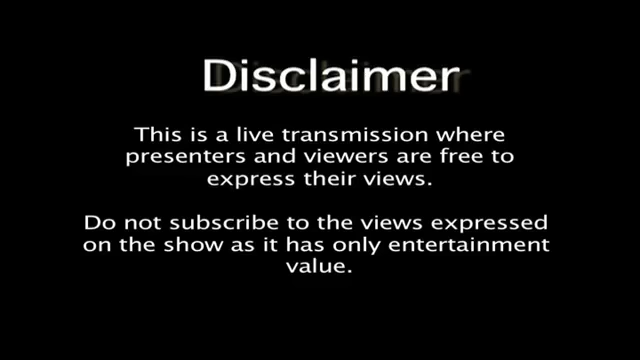 Disclaimer
This is a live transmission where
presenters and viewers are free to
express their views.
Do not subscribe to the views expressed
on the show as it has only entertainment
value.